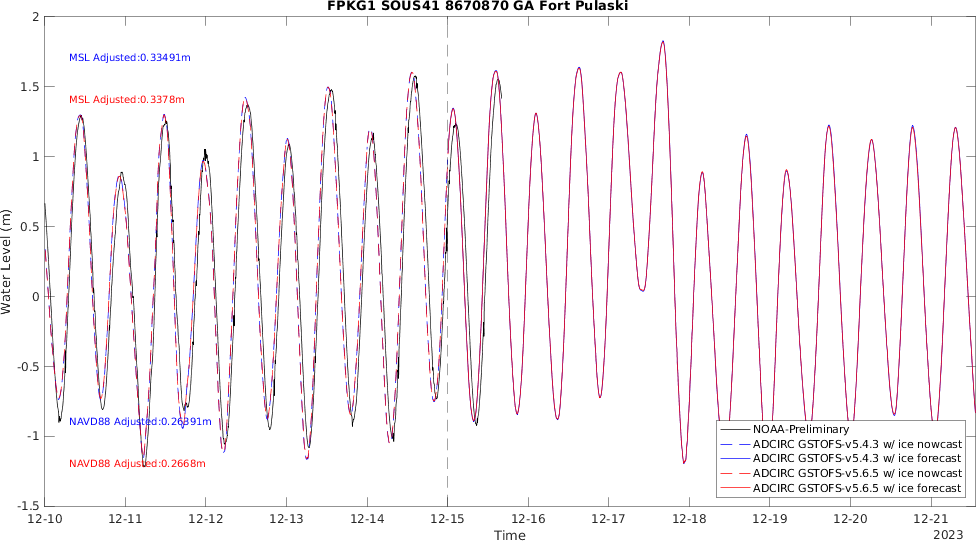 FPKG1 SOUS41 8670870 GA Fort Pulaski
2
1.5
1
0.5
0
-0.5
-1
-1.5
Water Level (m)
MSL Adjusted:0.33491m
MSL Adjusted:0.3378m
NAVD88 Adjusted:0.26391m
NAVD88 Adjusted:0.2668m
NOAA-Preliminary
ADCIRC GSTOFS-v5.4.3 w/ ice nowcast
ADCIRC GSTOFS-v5.4.3 w/ ice forecast
ADCIRC GSTOFS-v5.6.5 w/ ice nowcast
ADCIRC GSTOFS-v5.6.5 w/ ice forecast
12-10 12-11 12-12 12-13 12-14 12-15 12-16 12-17 12-18 12-19 12-20 12-21
Time
2023